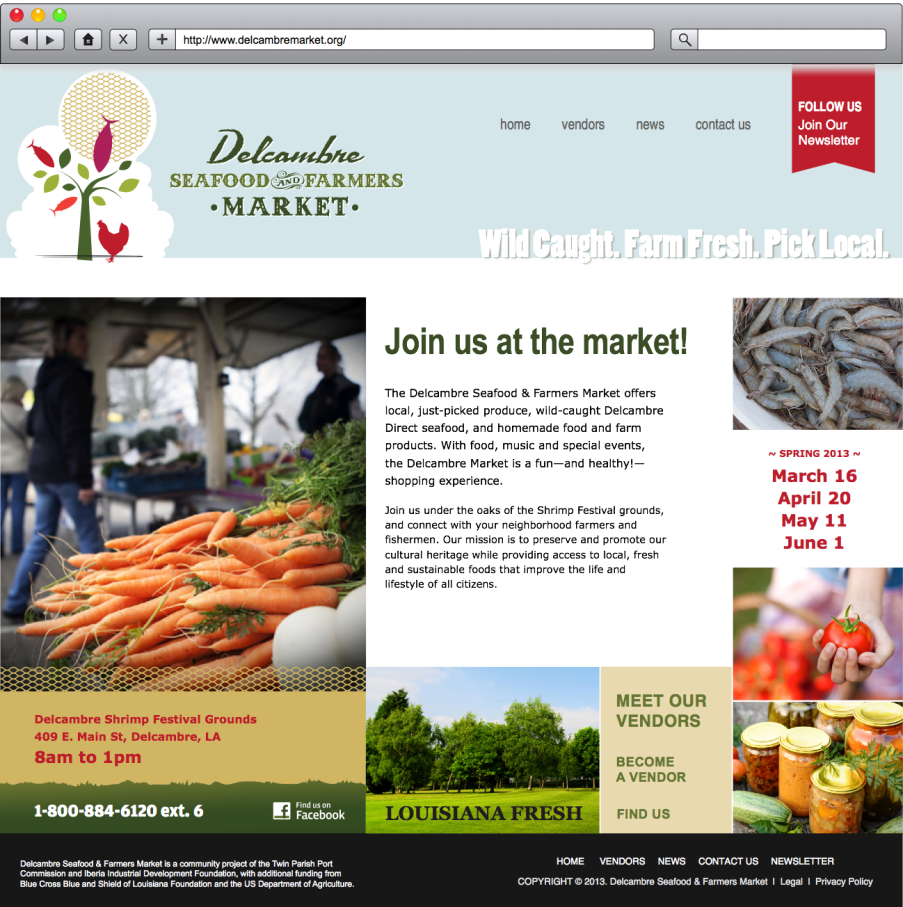 http://www.delcambremarket.org/
home vendors news contact us
FOLLOW US
Join Our
Newsletter
Delcambre
SEAFOOD AND FARMERS
•MARKET•
Wild Caught. Farm Fresh. Pick Local.
Join us at the market!
The Delcambre Seafood & Farmers Market offers
local, just-picked produce, wild-caught Delcambre
Direct seafood, and homemade food and farm
products. With food, music and special events,
the Delcambre Market is a fun—and healthy!—
shopping experience.
Join us under the oaks of the Shrimp Festival grounds,
and connect with your neighborhood farmers and
fishermen. Our mission is to preserve and promote our
cultural heritage while providing access to local, fresh
and sustainable foods that improve the life and
lifestyle of all citizens.
~ SPRING 2013 ~
March 16
April 20
May 11
June 1
Delcambre Shrimp Festival Grounds
409 E. Main St, Delcambre, LA
8am to 1pm
1-800-884-6120 ext. 6
Find us on
Facebook
LOUISIANA FRESH
MEET OUR
VENDORS
BECOME
A VENDOR
FIND US
Delcambre Seafood & Farmers Market is a community project of the Twin Parish Port
Commission and Iberia Industrial Development Foundation, with additional funding from
Blue Cross Blue and Shield of Louisiana Foundation and the US Department of Agriculture.
HOME VENDORS NEWS CONTACT US NEWSLETTER
COPYRIGHT © 2013. Delcambre Seafood & Farmers Market | Legal | Privacy Policy